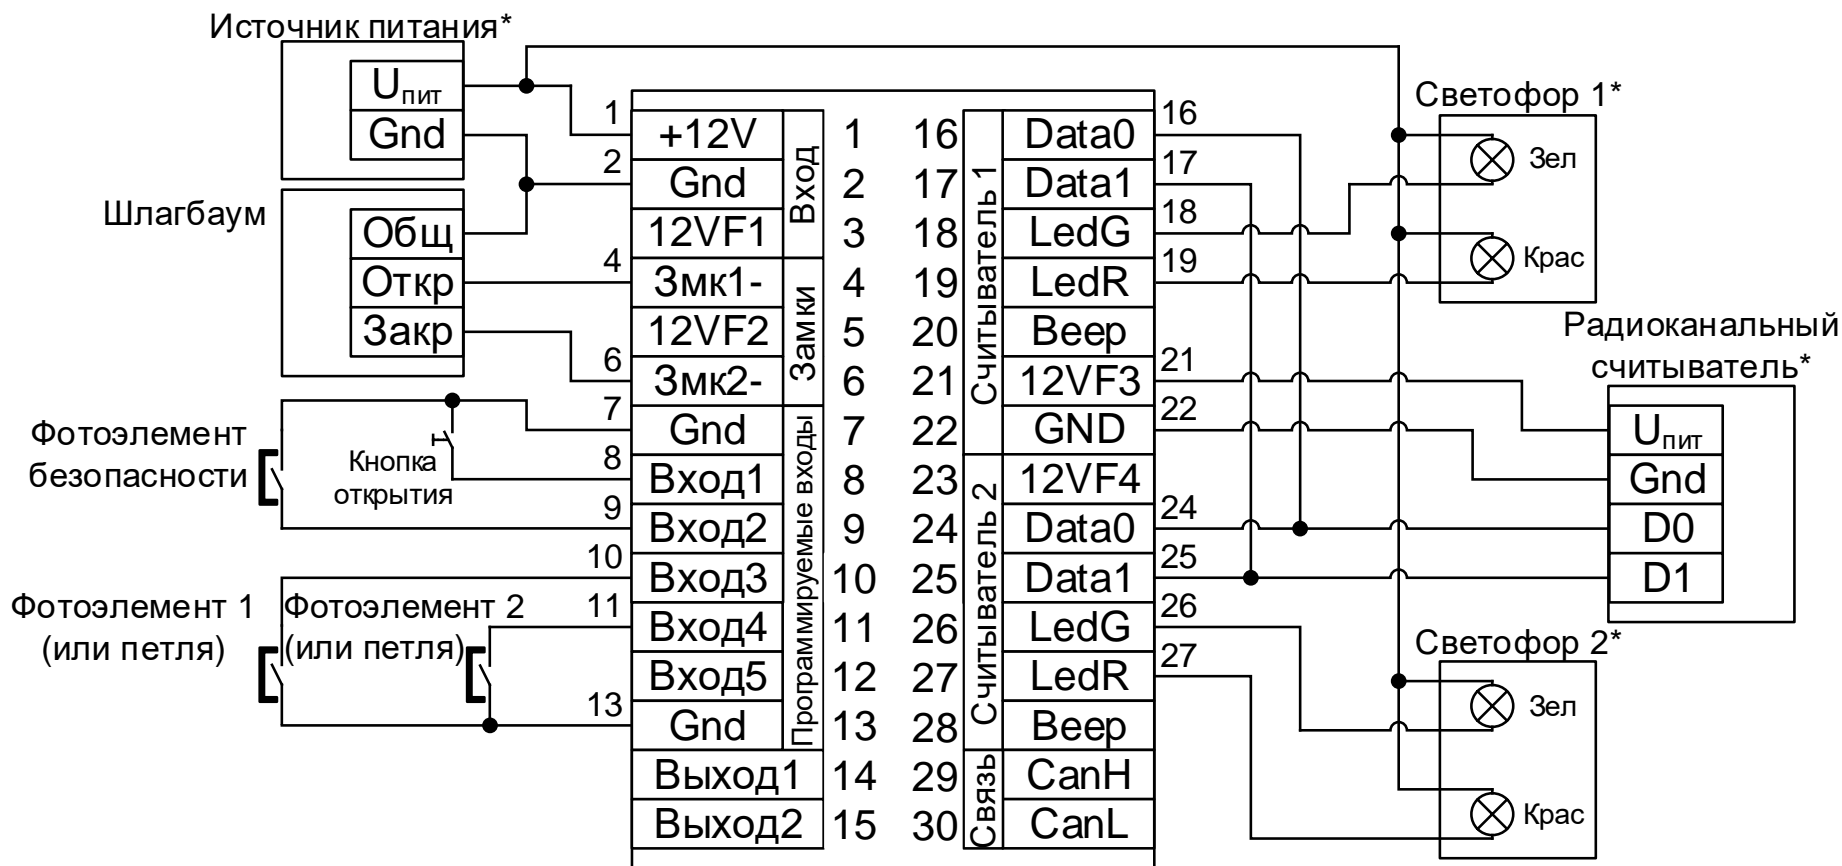 Источник питания*
Uпит
Gnd
Шлагбаум
Общ
Откр
Закр
Фотоэлемент
безопасности
Кнопка
открытия
Фотоэлемент 1
(или петля)
Фотоэлемент 2
(или петля)
1
2
4
6
7
8
9
10
11
13
+12V
Gnd
12VF1
Вход
1
2
3
Змк1-
12VF2
Змк2-
Замки
4
5
6
Gnd
Вход1
Вход2
Вход3
Вход4
Вход5
Gnd
Программируемые входы
7
8
9
10
11
12
13
Выход1 14
Выход2 15
16 Data0
17 Data1
18 LedG
19 LedR
20 Beep
21 12VF3
22 GND
Считыватель 1
23 12VF4
24 Data0
25 Data1
26 LedG
27 LedR
28 Beep
Считыватель 2
29 CanH
30 CanL
Связь
16
17
18
19
21
22
24
25
26
27
Светофор 1*
Зел
Крас
Радиоканальный
считыватель*
Uпит
Gnd
D0
D1
Светофор 2*
Зел
Крас